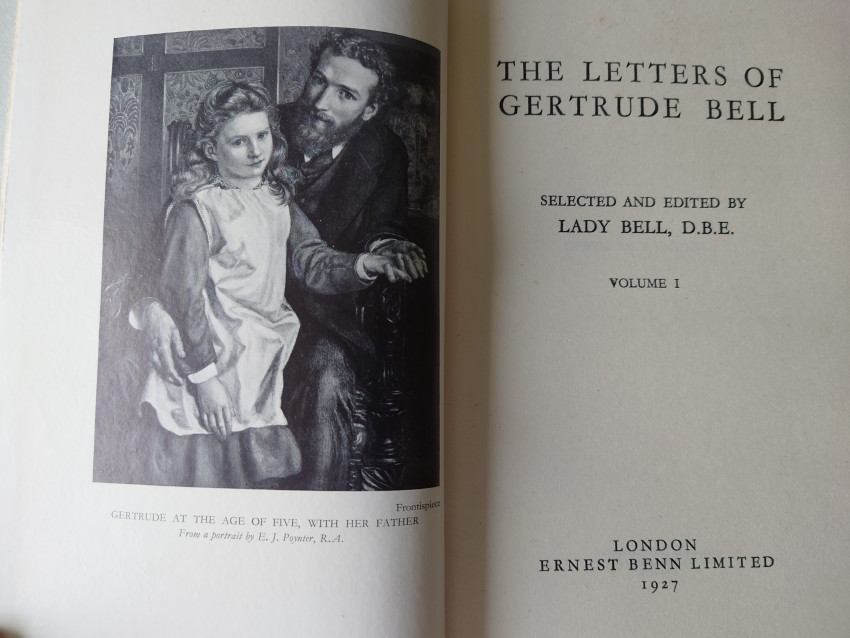 Frontispiece
GERTRUDE AT THE AGE OF FIVE, WITH HER FATHER
From a portrait by E. J. Poynter, R.A.
THE LETTERS OF
GERTRUDE BELL
SELECTED AND EDITED BY
LADY BELL, D.B.E.
VOLUME I
LONDON
ERNEST BENN LIMITED
1927